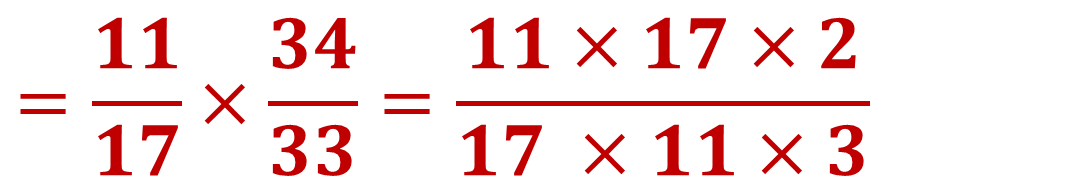 = 11/17 × 34/33 = 11 × 17 × 2 / 17 × 11 × 3